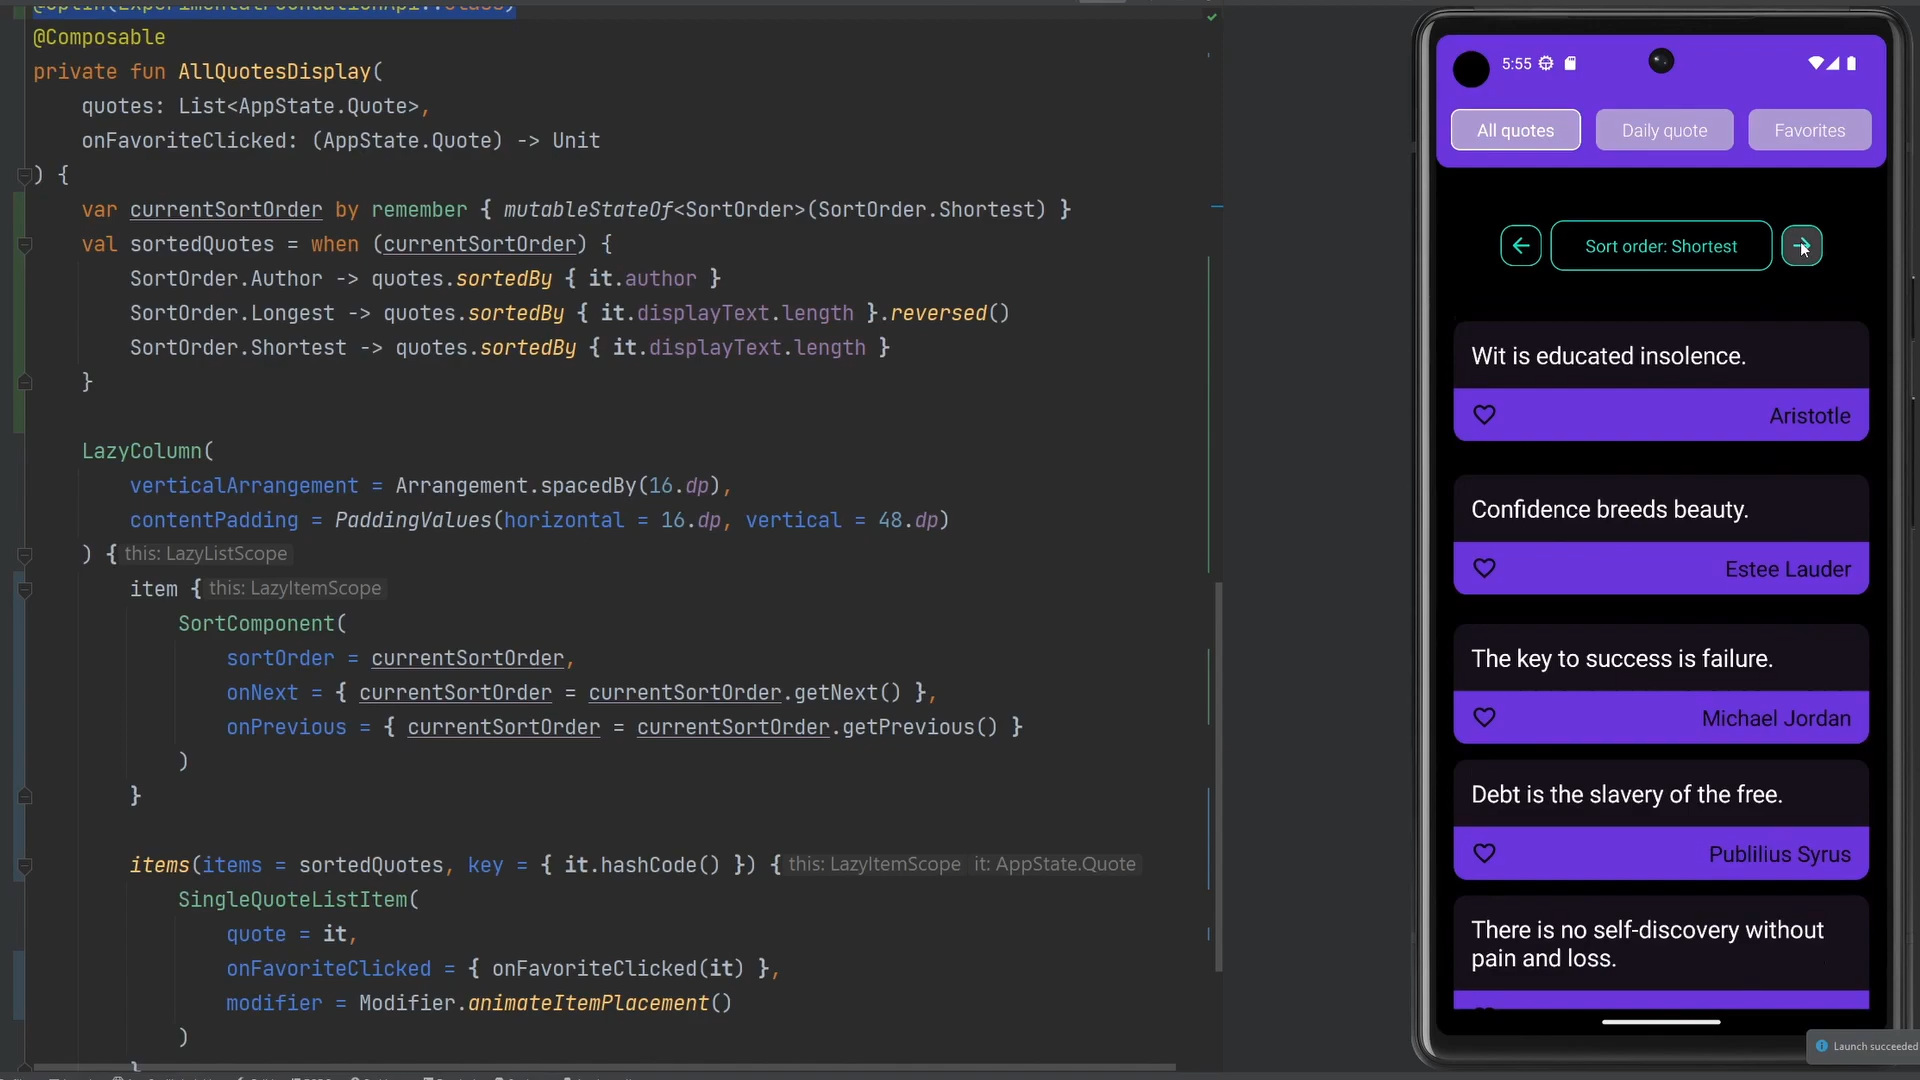 @OptIn(ExperimentalFoundationApi::class)
@Composable
private fun AllQuotesDisplay(
quotes: List<AppState.Quote>,
onFavoriteClicked: (AppState.Quote) -> Unit
) {
var currentSortOrder by remember { mutableStateOf<SortOrder>(SortOrder.Shortest) }
val sortedQuotes = when (currentSortOrder) {
SortOrder.Author -> quotes.sortedBy { it.author }
SortOrder.Longest -> quotes.sortedBy { it.displayText.length }.reversed()
SortOrder.Shortest -> quotes.sortedBy { it.displayText.length }
}
LazyColumn(
verticalArrangement = Arrangement.spacedBy(16.dp),
contentPadding = PaddingValues(horizontal = 16.dp, vertical = 48.dp)
) { this: LazyListScope
item { this: LazyItemScope
SortComponent(
sortOrder = currentSortOrder,
onNext = { currentSortOrder = currentSortOrder.getNext() },
onPrevious = { currentSortOrder = currentSortOrder.getPrevious() }
)
}
items(items = sortedQuotes, key = { it.hashCode() }) { this: LazyItemScope it: AppState.Quote
SingleQuoteListItem(
quote = it,
onFavoriteClicked = { onFavoriteClicked(it) },
modifier = Modifier.animateItemPlacement()
)
}
5:55
All quotes
Daily quote
Favorites
Sort order: Shortest
Wit is educated insolence.
Aristotle
Confidence breeds beauty.
Estee Lauder
The key to success is failure.
Michael Jordan
Debt is the slavery of the free.
Publilius Syrus
There is no self-discovery without
pain and loss.
Launch succeeded